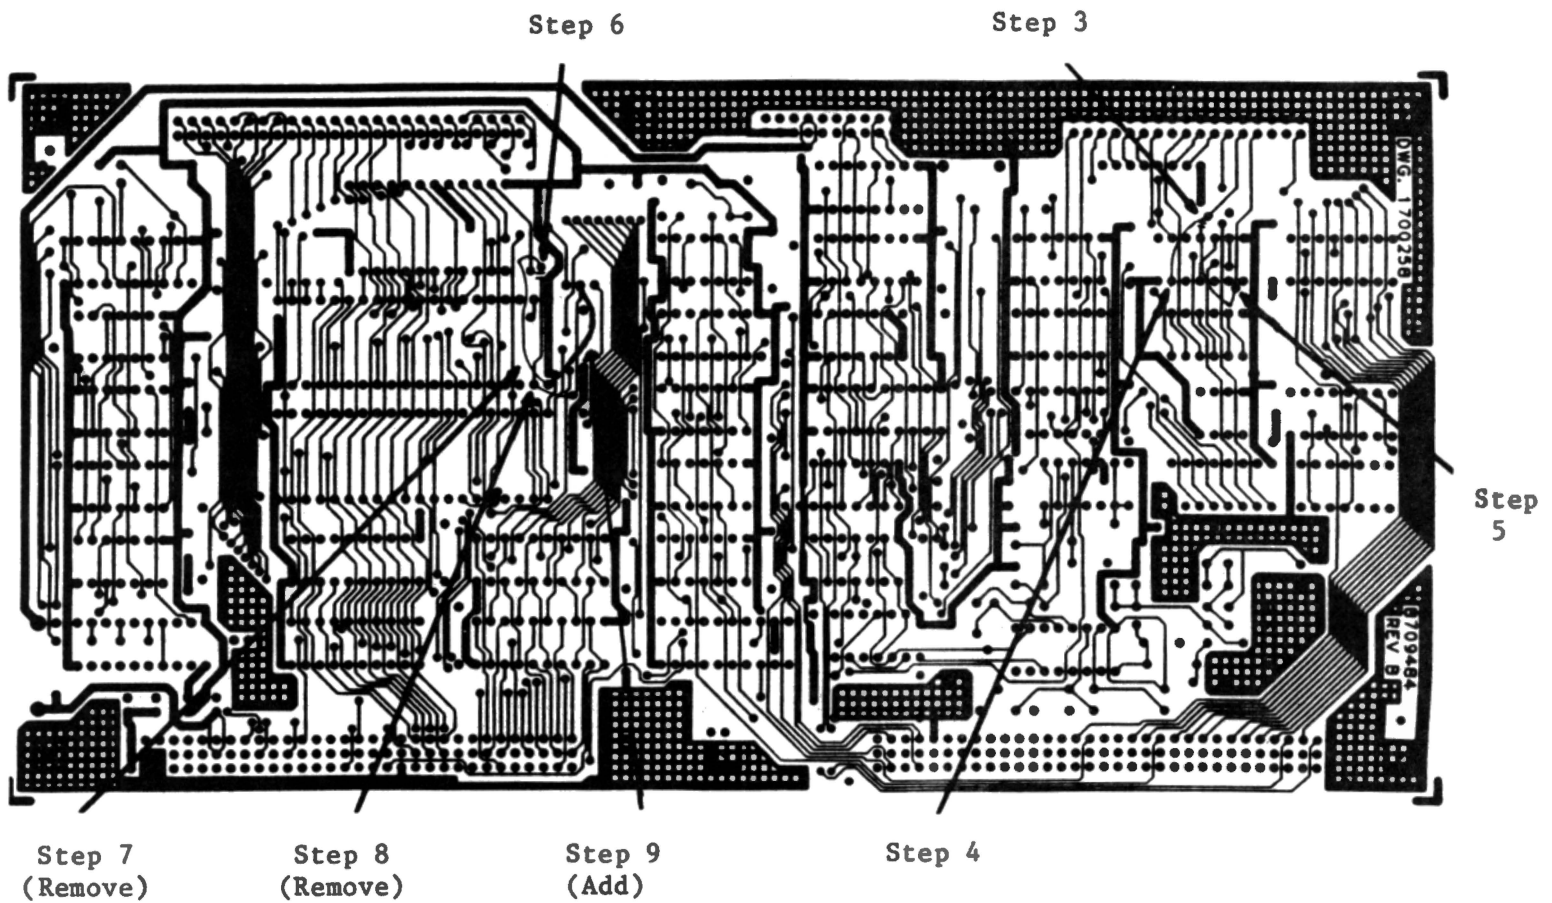 Step 6
Step 3
DWG. 1700258
Step
5
REV B
Step 7
(Remove)
Step 8
(Remove)
Step 9
(Add)
Step 4